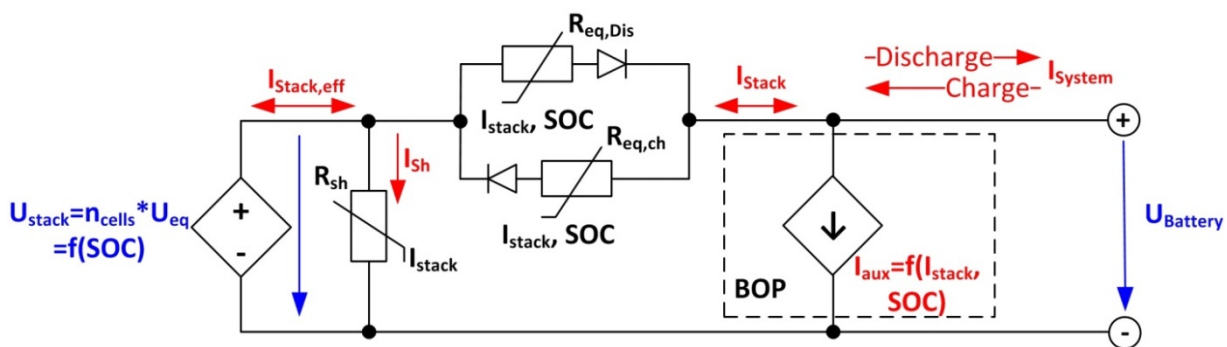 R_eq,Dis
I_Stack,eff
I_Stack
Discharge
I_System
Charge
I_stack, SOC
R_eq,ch
+
I_Sh
R_sh
U_stack=n_cells*U_eq
=f(SOC)
+
-
I_stack
I_stack, SOC
U_Battery
BOP
I_aux=f(I_stack,
SOC)
-